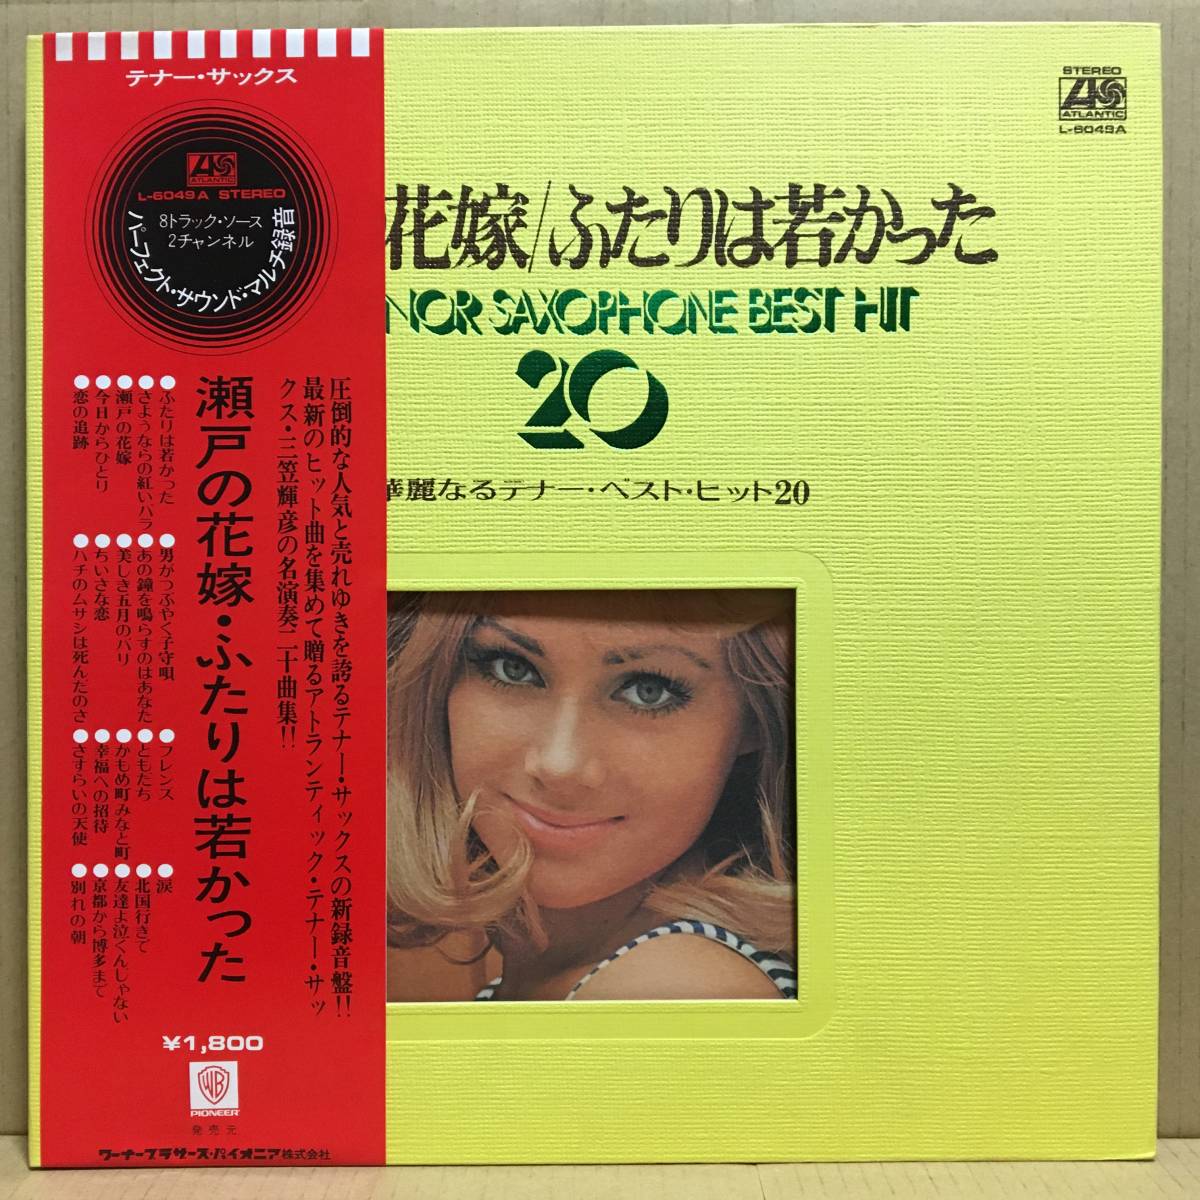 テナー・サックス
ATLANTIC
L-6049A STEREO
8トラック・ソース
2チャンネル
パーフェクト・サウンド・マルチ録音
圧倒的な人気と売れゆきを誇るテナー・サックスの新録音盤!!
最新のヒット曲を集めて贈るアトランティック・テナー・サッ
クス・三笠輝彦の名演奏二十曲集!!
瀬戸の花嫁・ふたりは若かった
●ふたりは若かった
●さようならの紅いバラ
●瀬戸の花嫁
●今日からひとり
●恋の追跡
●男がつぶやく子守唄
●あの鐘を鳴らすのはあなた
●美しき五月のパリ
●ちいさな恋
●ハチのムサシは死んだのさ
●フレンズ
●ともだち
●かもめ町みなと町
●幸福への招待
●さすらいの天使
●涙
●北国行きで
●友達よ泣くんじゃない
●京都から博多まで
●別れの朝
¥1,800
WB
PIONEER
発売元
ワーナーブラザース・パイオニア株式会社
STEREO
ATLANTIC
L-6049A
花嫁/ふたりは若かった
NOR SAXOPHONE BEST HIT
20
華麗なるテナー・ベスト・ヒット20